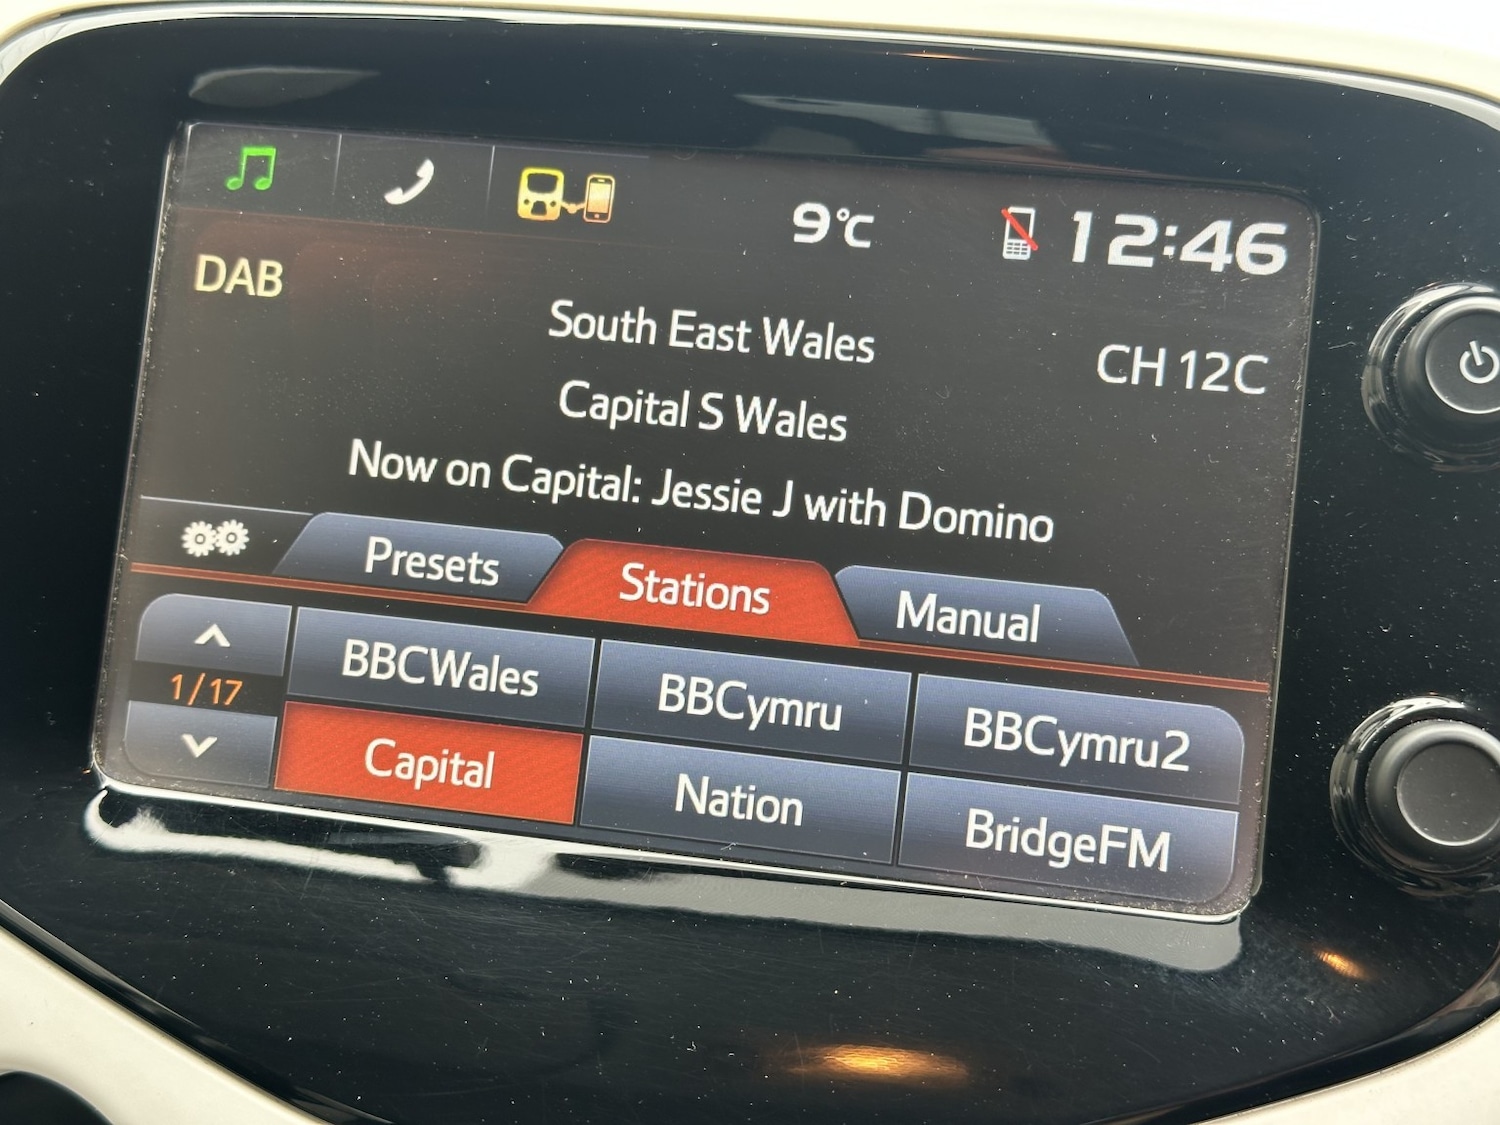 9°C
12:46
DAB
South East Wales
CH 12C
Capital S Wales
Now on Capital: Jessie J with Domino
Presets
Stations
Manual
1/17
BBCWales
BBCymru
BBCymru2
Capital
Nation
BridgeFM